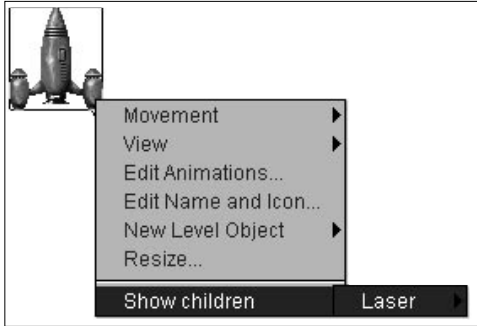 Movement
View
Edit Animations...
Edit Name and Icon...
New Level Object
Resize...
Show children
Laser